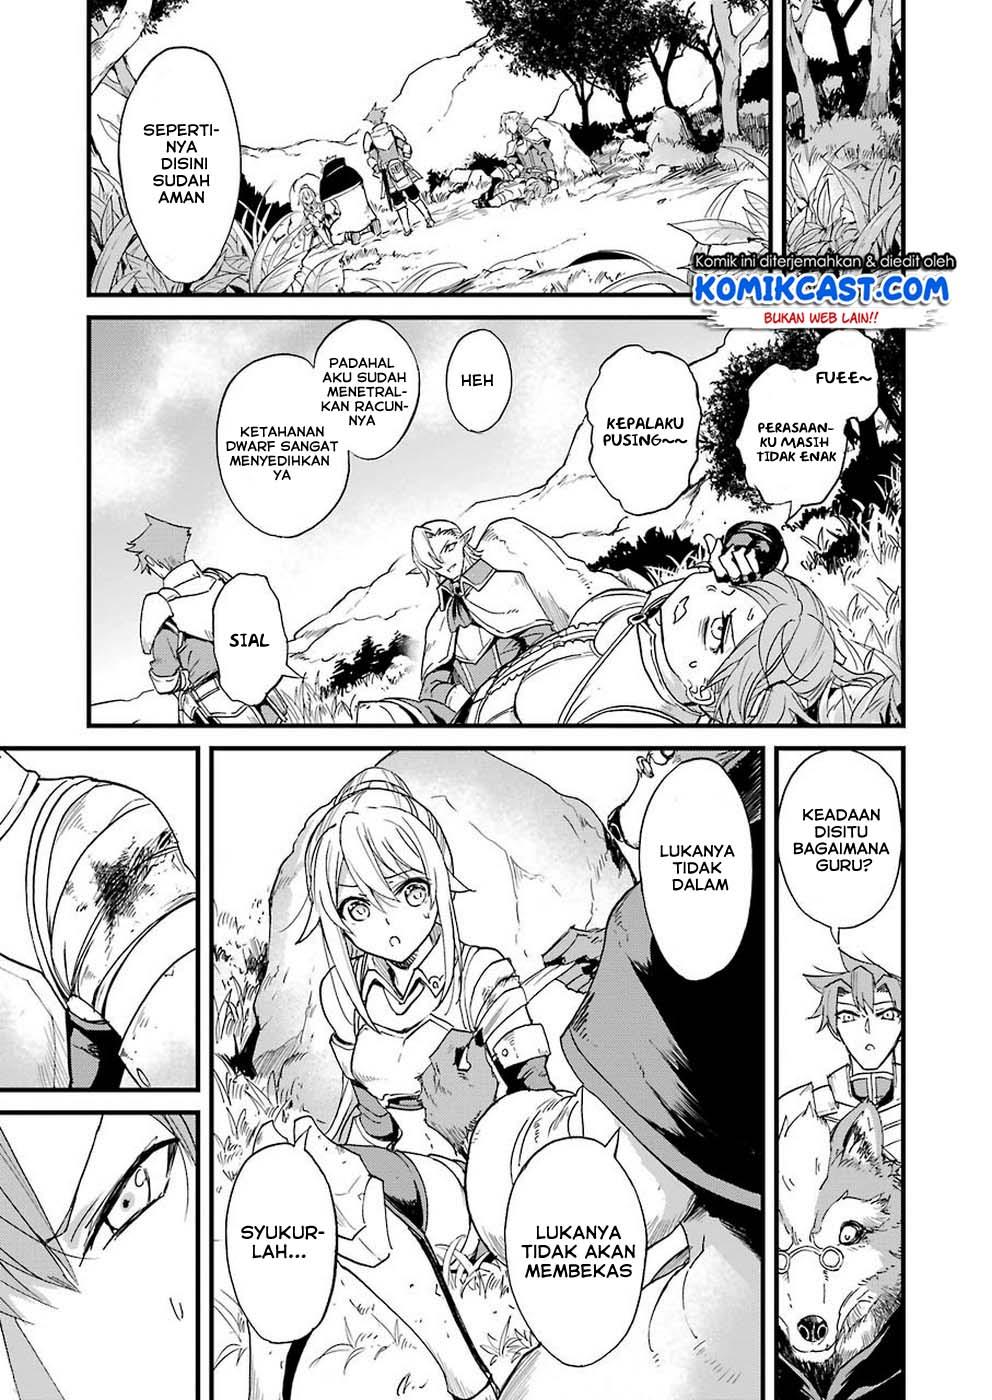 SEPERTI-
NYA
DISINI
SUDAH
AMAN
Komik ini diterjemahkan & diedit oleh
KOMIKCAST.COM
BUKAN WEB LAIN!!
FUEE~
PERASAAN-
KU MASIH
TIDAK ENAK
KEPALAKU
PUSING~~
HEH
PADAHAL
AKU SUDAH
MENETRAL-
KAN RACUN-
NYA
KETAHANAN
DWARF SANGAT
MENYEDIHKAN
YA
SIAL
KEADAAN
DISITU
BAGAIMANA
GURU?
LUKANYA
TIDAK
DALAM
LUKANYA
TIDAK AKAN
MEMBEKAS
SYUKUR-
LAH...